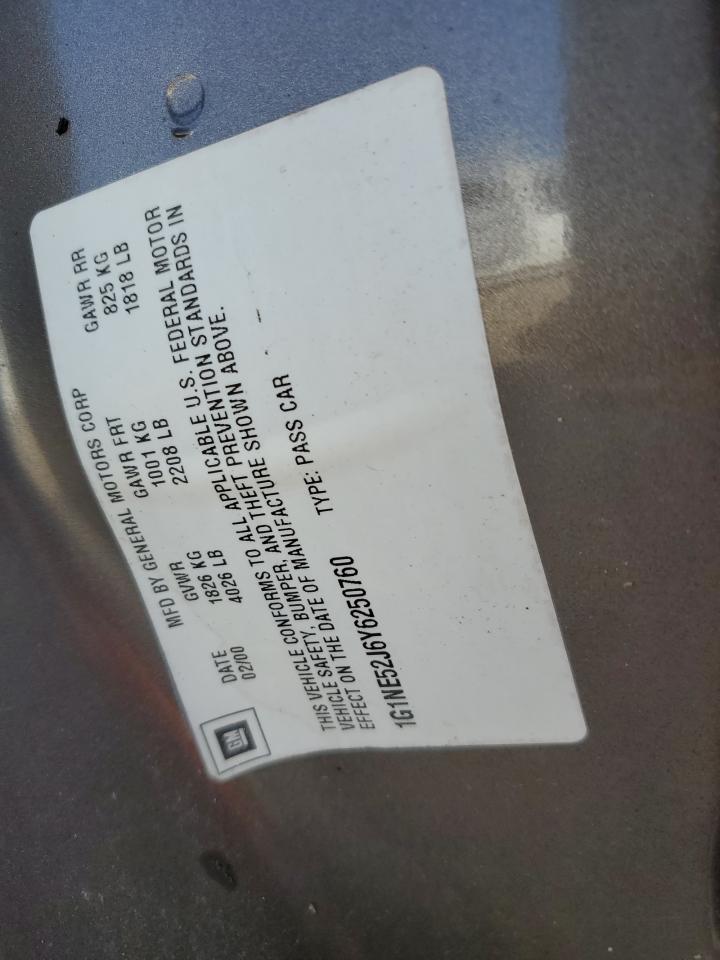 GM
MFD BY GENERAL MOTORS CORP
DATE GVWR GAWR FRT GAWR RR
02/00 1826 KG 1001 KG 825 KG
4026 LB 2208 LB 1818 LB
THIS VEHICLE CONFORMS TO ALL APPLICABLE U.S. FEDERAL MOTOR
VEHICLE SAFETY, BUMPER, AND THEFT PREVENTION STANDARDS IN
EFFECT ON THE DATE OF MANUFACTURE SHOWN ABOVE.
1G1NE52J6Y6250760 TYPE: PASS CAR